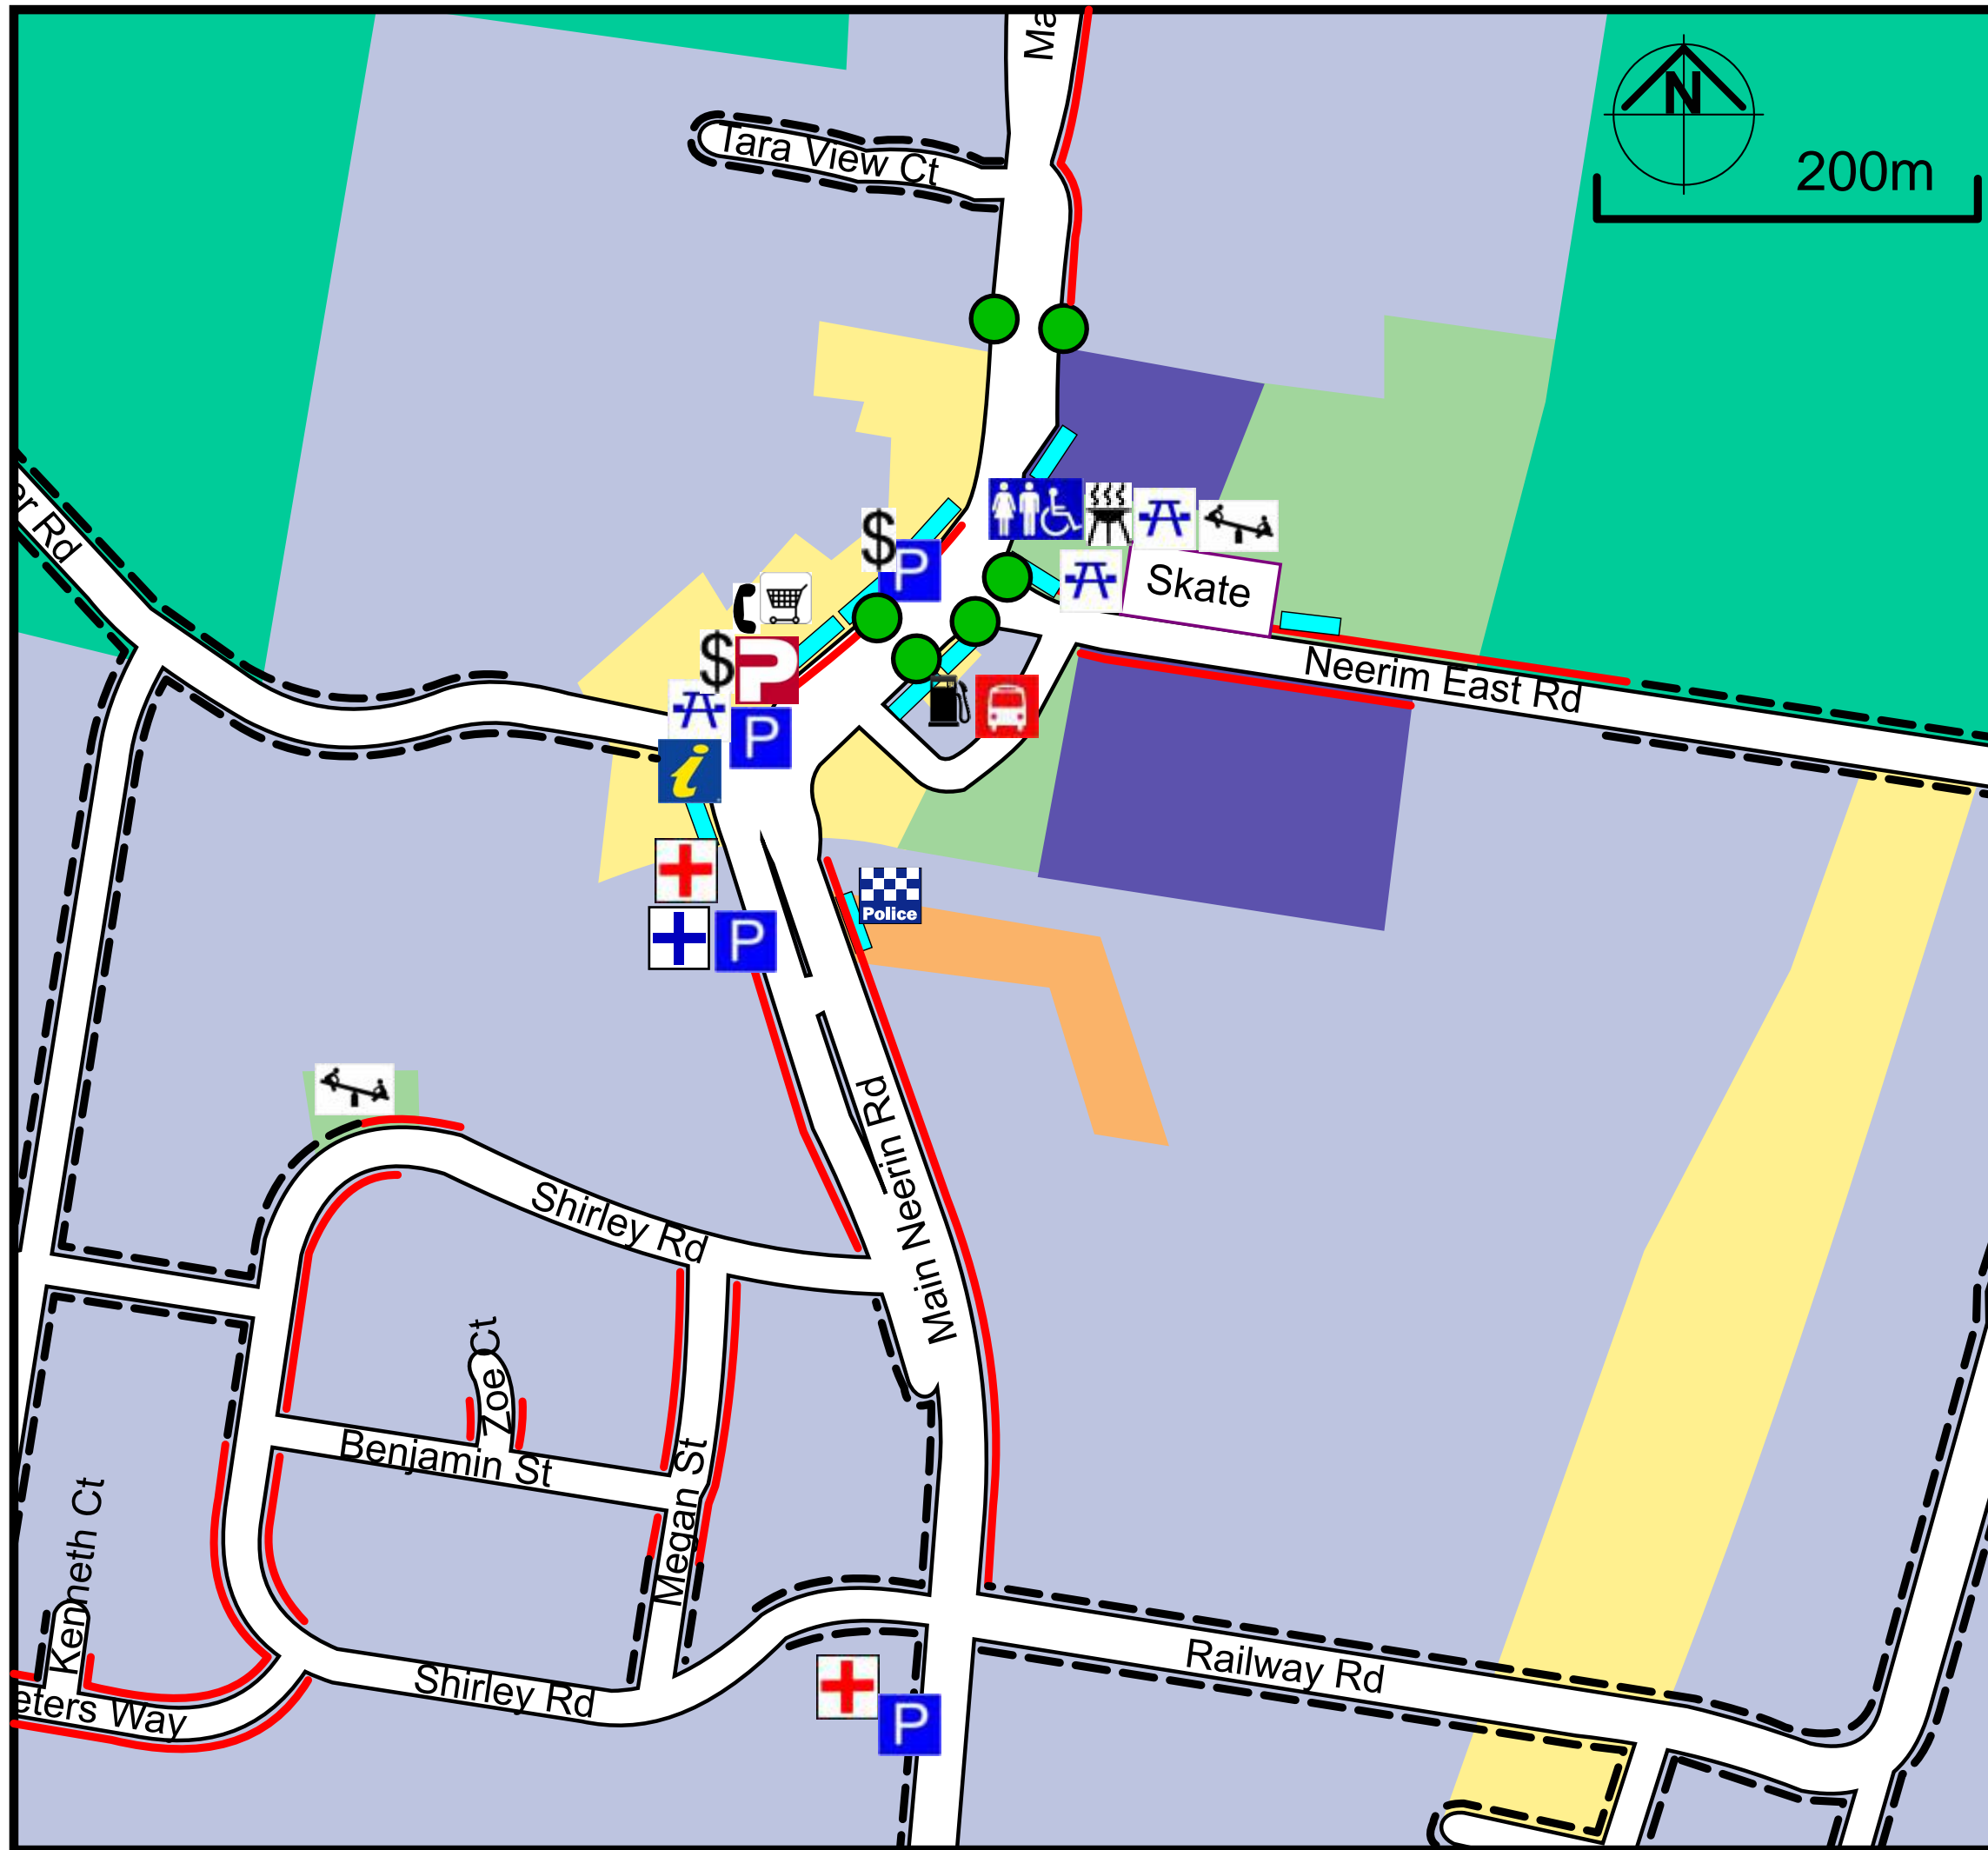 Ma
N
200m
Tara View Ct
er Rd
$
P
Skate
$
P
Neerim East Rd
P
i
Police
P
Main Neerim Rd
Shirley Rd
Zoe Ct
Benjamin St
Megan St
Kenneth Ct
eters Way
Shirley Rd
Railway Rd
P